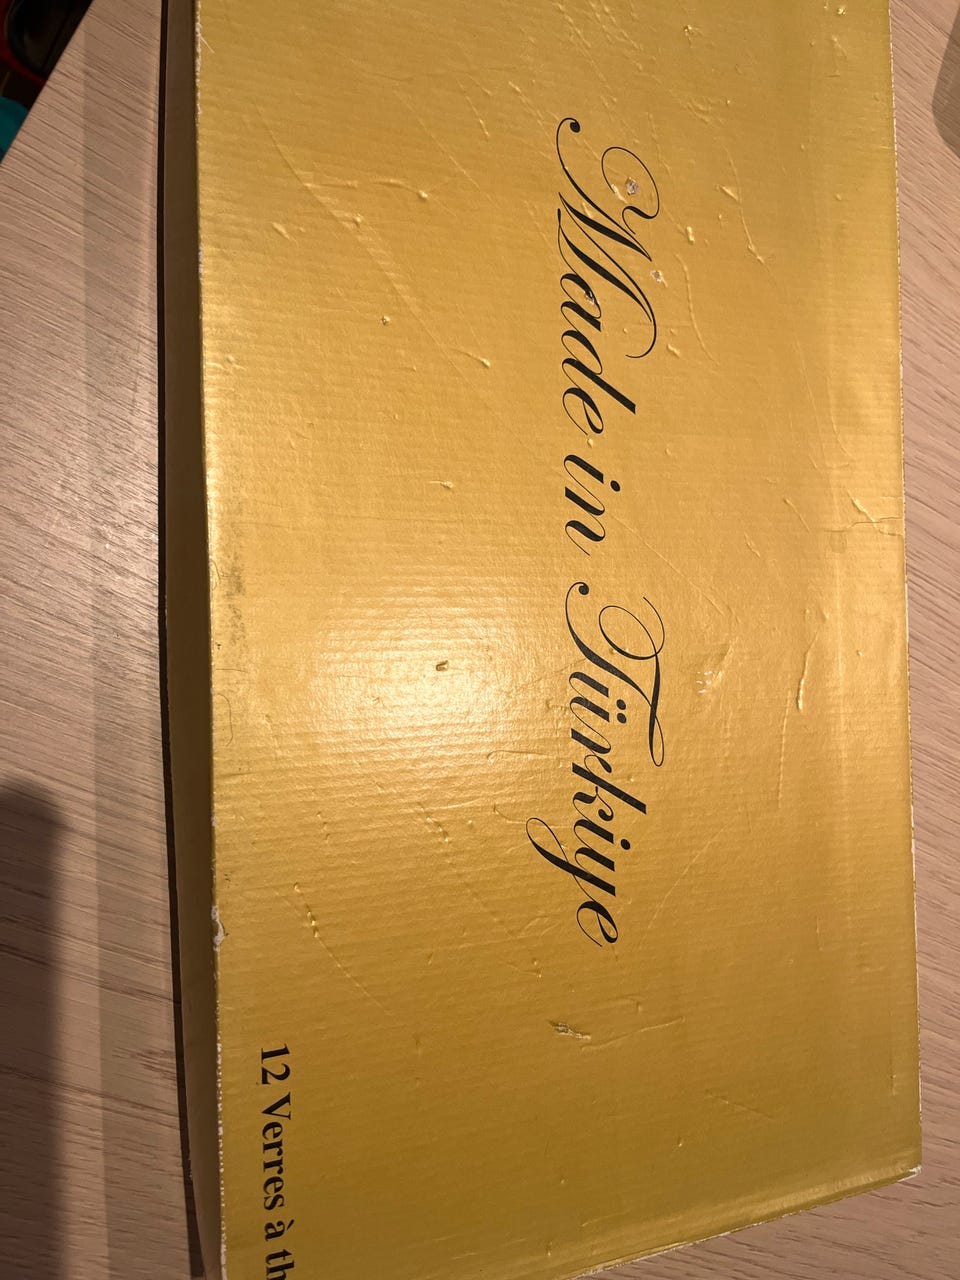 Made in Türkiye
12 Verres à th